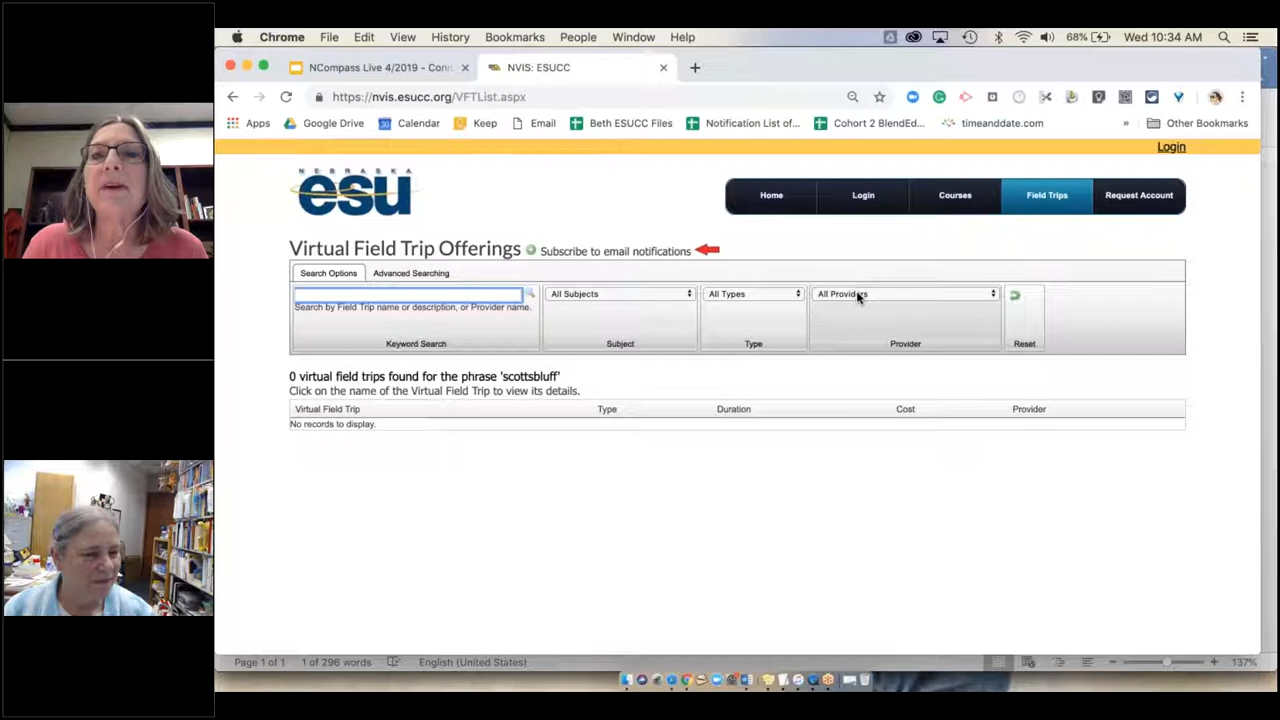 Chrome File Edit View History Bookmarks People Window Help 68% Wed 10:34 AM
NCompass Live 4/2019 - Conn NVIS: ESUCC
https://nvis.esucc.org/VFTList.aspx
Apps Google Drive Calendar Keep Email Beth ESUCC Files Notification List of... Cohort 2 BlendEd... timeanddate.com » Other Bookmarks
Login
NEBRASKA
esu
Home Login Courses Field Trips Request Account
Virtual Field Trip Offerings Subscribe to email notifications
Search Options Advanced Searching
All Subjects All Types All Providers
Search by Field Trip name or description, or Provider name.
Keyword Search Subject Type Provider Reset
0 virtual field trips found for the phrase 'scottsbluff'
Click on the name of the Virtual Field Trip to view its details.
Virtual Field Trip Type Duration Cost Provider
No records to display.
Page 1 of 1 1 of 296 words English (United States) 137%